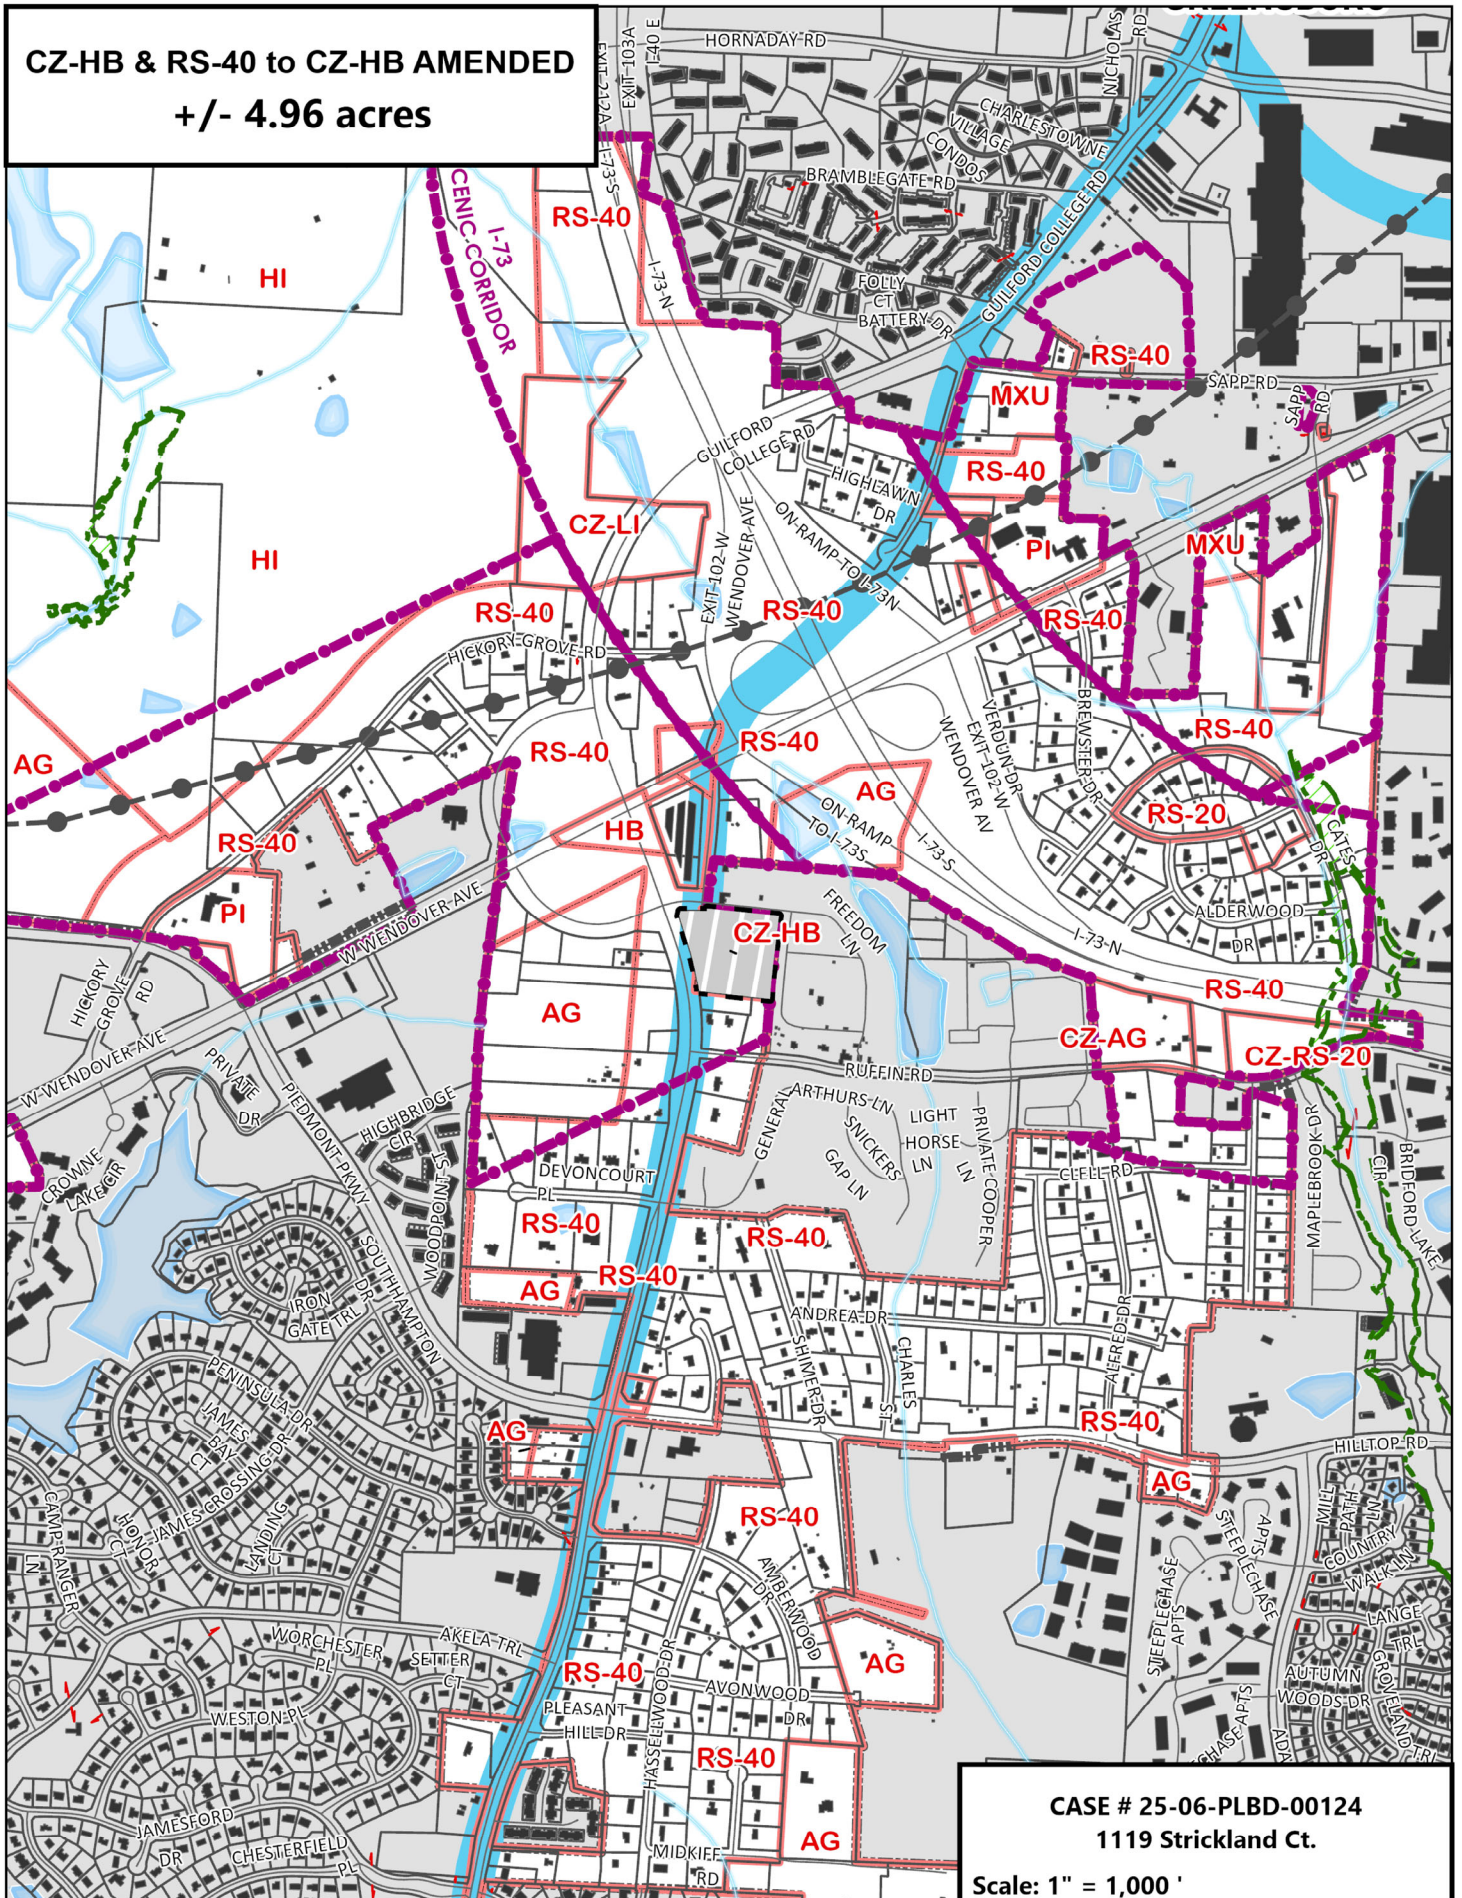 CZ-HB & RS-40 to CZ-HB AMENDED
+/- 4.96 acres
EXIT 103A
I-40 E
HORNADAY RD
NICHOLAS
RD
CHARLESTOWNE
VILLAGE
CONDOS
BRAMBLEGATE RD
I-73-S
RS-40
I-73
CENIC CORRIDOR
HI
I-73-N
FOLLY
CT
BATTERY DR
GUILFORD COLLEGE RD
RS-40
SAPP RD
MXU
SAPP
RD
GUILFORD
COLLEGE RD
RS-40
HIGHLAWN
DR
CZ-LI
HI
PI
MXU
EXIT-102-W
WENDOVER AVE
ON-RAMP-TO I-73N
RS-40
RS-40
RS-40
HICKORY GROVE RD
BREWSTER DR
VERDUN DR
EXIT-102-W
WENDOVER AV
RS-40
RS-40
RS-40
AG
AG
ON-RAMP
TO I-73S
I-73-S
RS-20
HB
RS-40
CATES
DR
PI
W WENDOVER AVE
CZ-HB
FREEDOM
LN
ALDERWOOD
DR
I-73-N
HICKORY
GROVE
RD
RS-40
AG
CZ-AG
CZ-RS-20
W WENDOVER AVE
PRIVATE
DR
PIEDMONT PKWY
HIGHBRIDGE
CIR
RUFFIN RD
GENERAL
ARTHURS LN
SNICKERS
GAP LN
LIGHT
HORSE
LN
PRIVATE COOPER
LN
MAPLEBROOK DR
BRIDFORD LAKE
CIR
CROWNE
LAKE CIR
WOODPOINT ST
DEVONCOURT
PL
CLELL RD
RS-40
RS-40
RS-40
AG
SOUTHAMPTON
DR
IRON
GATE TRL
ANDREA DR
SHIMER DR
CHARLES
ST
ALFRED DR
PENINSULA DR
JAMES
BAY
CT
JAMES CROSSING DR
AG
RS-40
HILLTOP RD
AG
CAMP RANGER
LN
HONOR
CT
LANDING
CT
RS-40
MILL
PATH
LN
COUNTRY
WALK LN
STEEPLECHASE
APTS
STEEPLECHASE
APTS
AMBERWOOD
DR
WORCHESTER
PL
AKELA TRL
SETTER
CT
WESTON PL
RS-40
HASSELWOOD DR
AVONWOOD
DR
AG
LANGE
TRL
AUTUMN
WOODS DR
GROVELAND
TRL
PLEASANT
HILL DR
RS-40
JAMESFORD
DR
CHESTERFIELD
PL
MIDKIFF
RD
AG
CASE # 25-06-PLBD-00124
1119 Strickland Ct.
Scale: 1" = 1,000 '